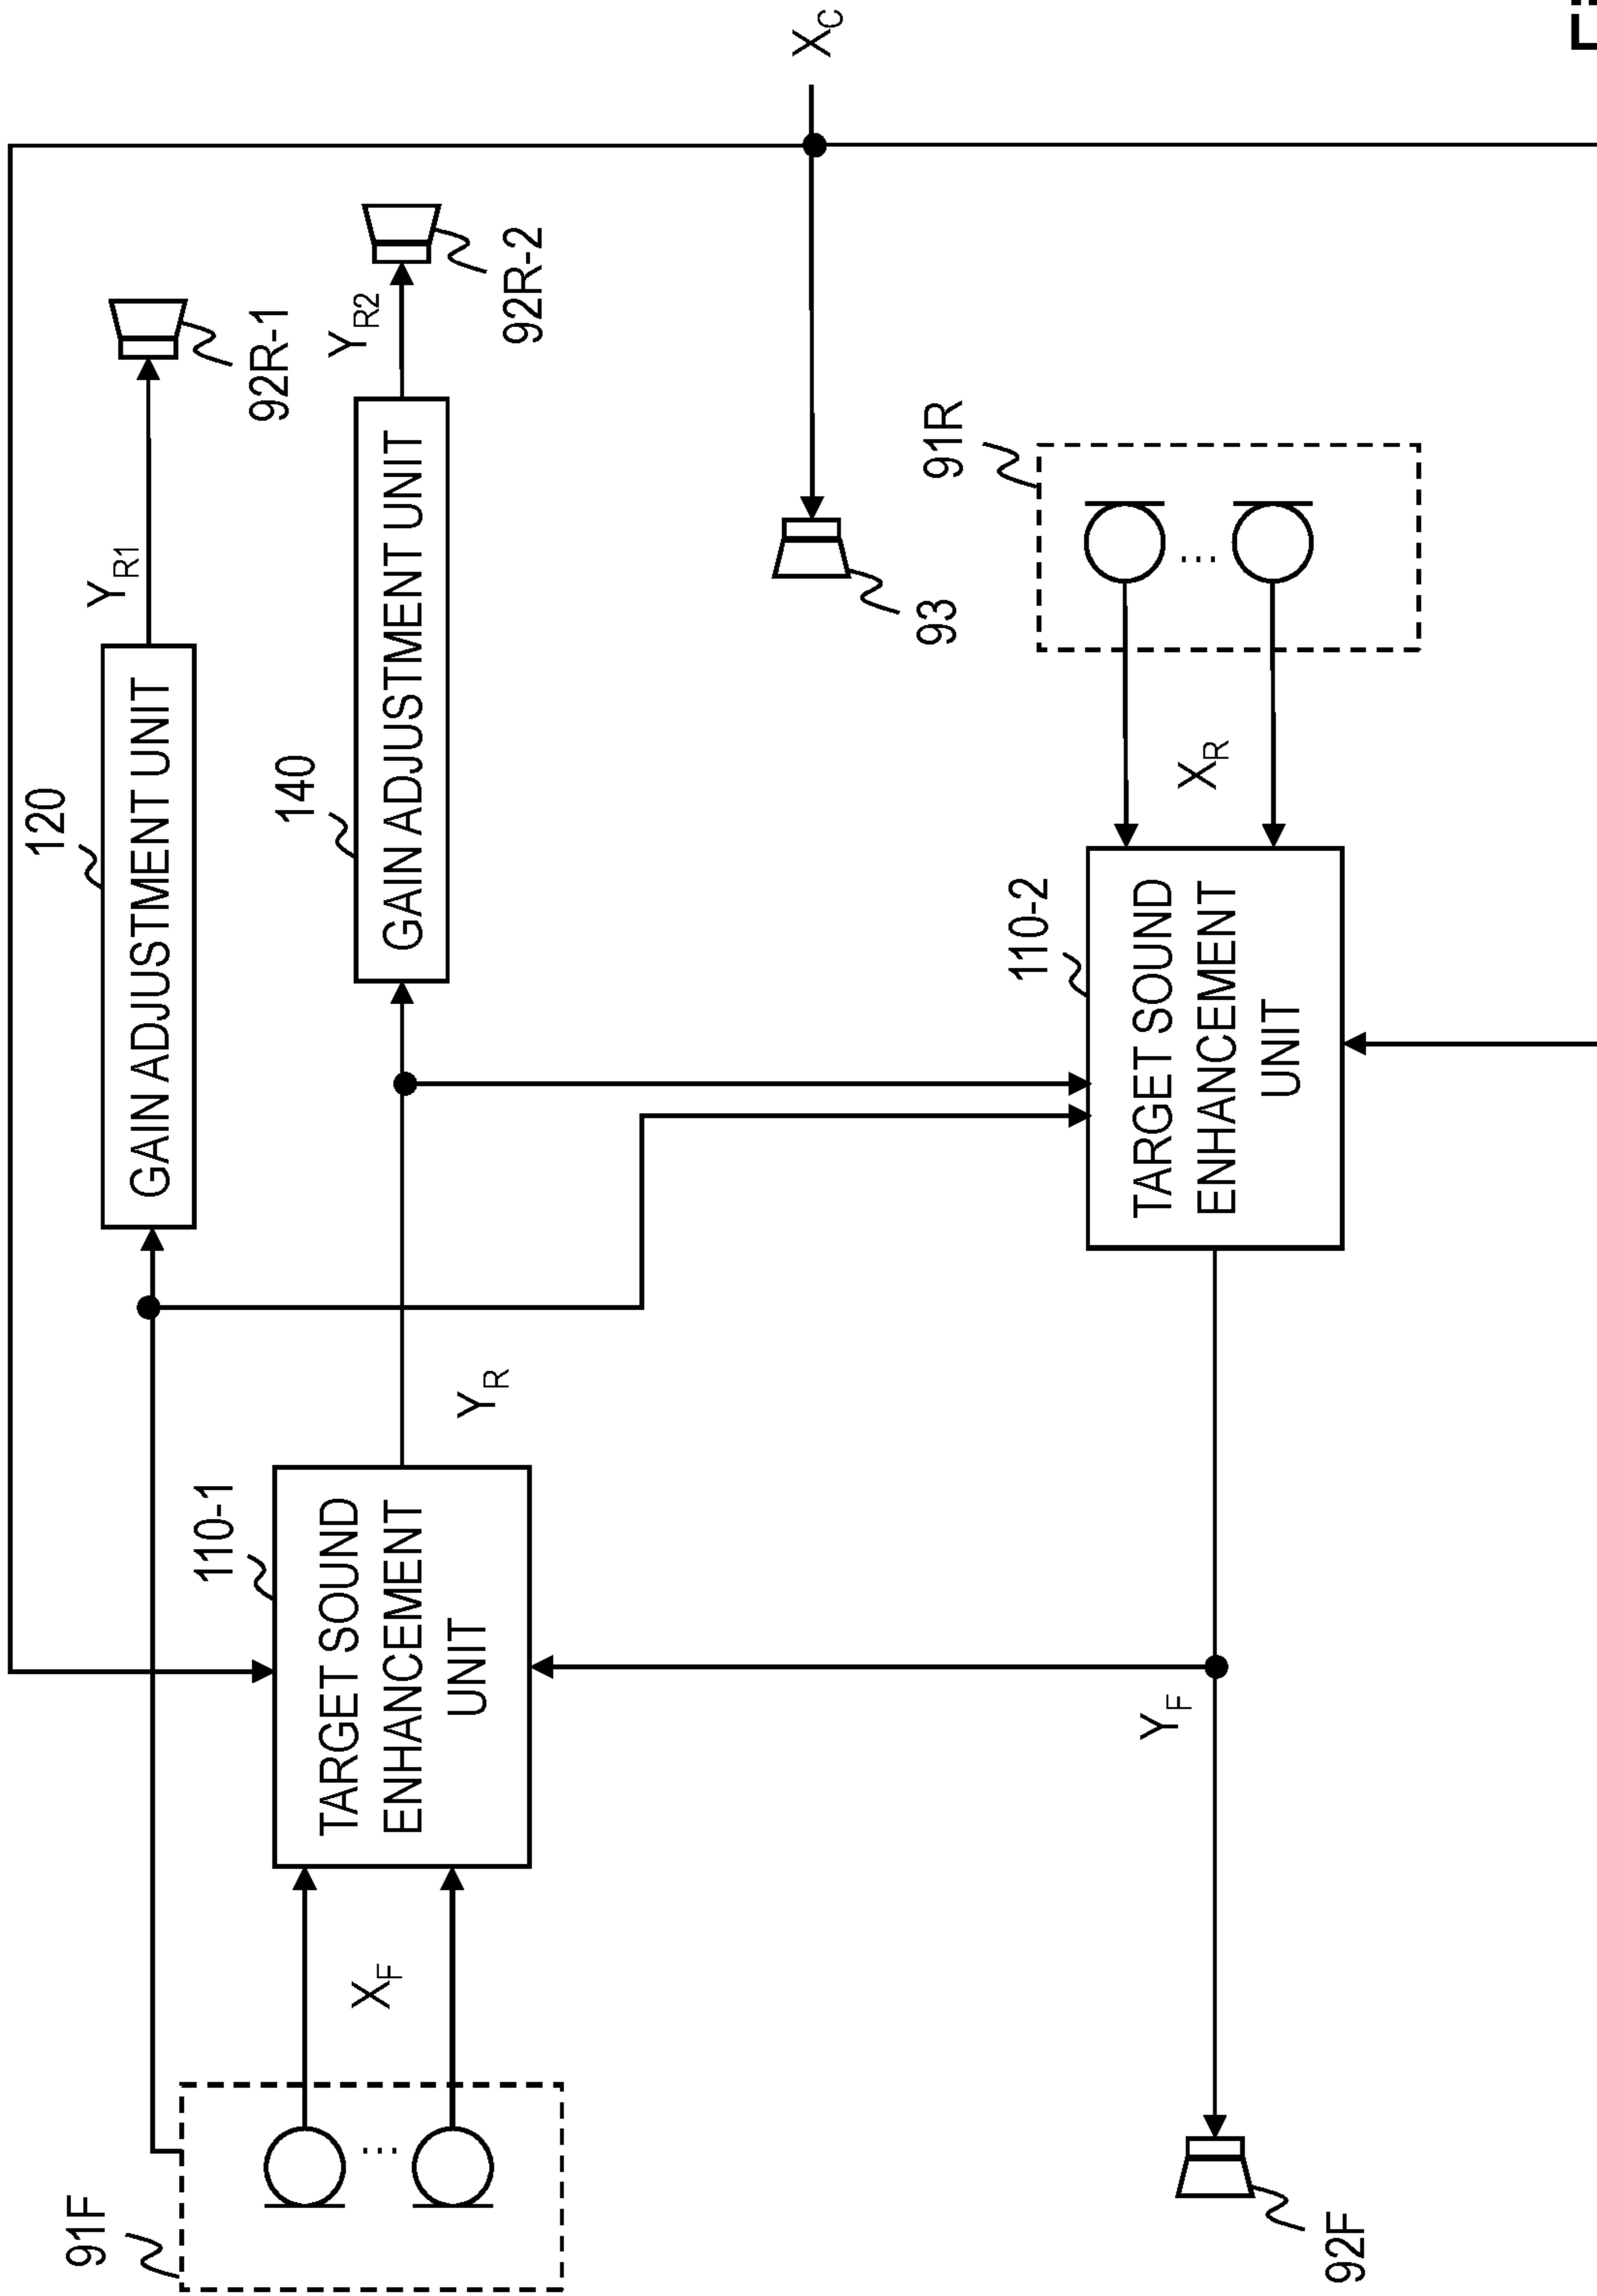 120
GAIN ADJUSTMENT UNIT
Y_R1
92R-1
140
GAIN ADJUSTMENT UNIT
Y_R2
92R-2
91F
X_F
110-1
TARGET SOUND
ENHANCEMENT
UNIT
Y_R
X_C
93
91R
X_R
110-2
TARGET SOUND
ENHANCEMENT
UNIT
Y_F
92F